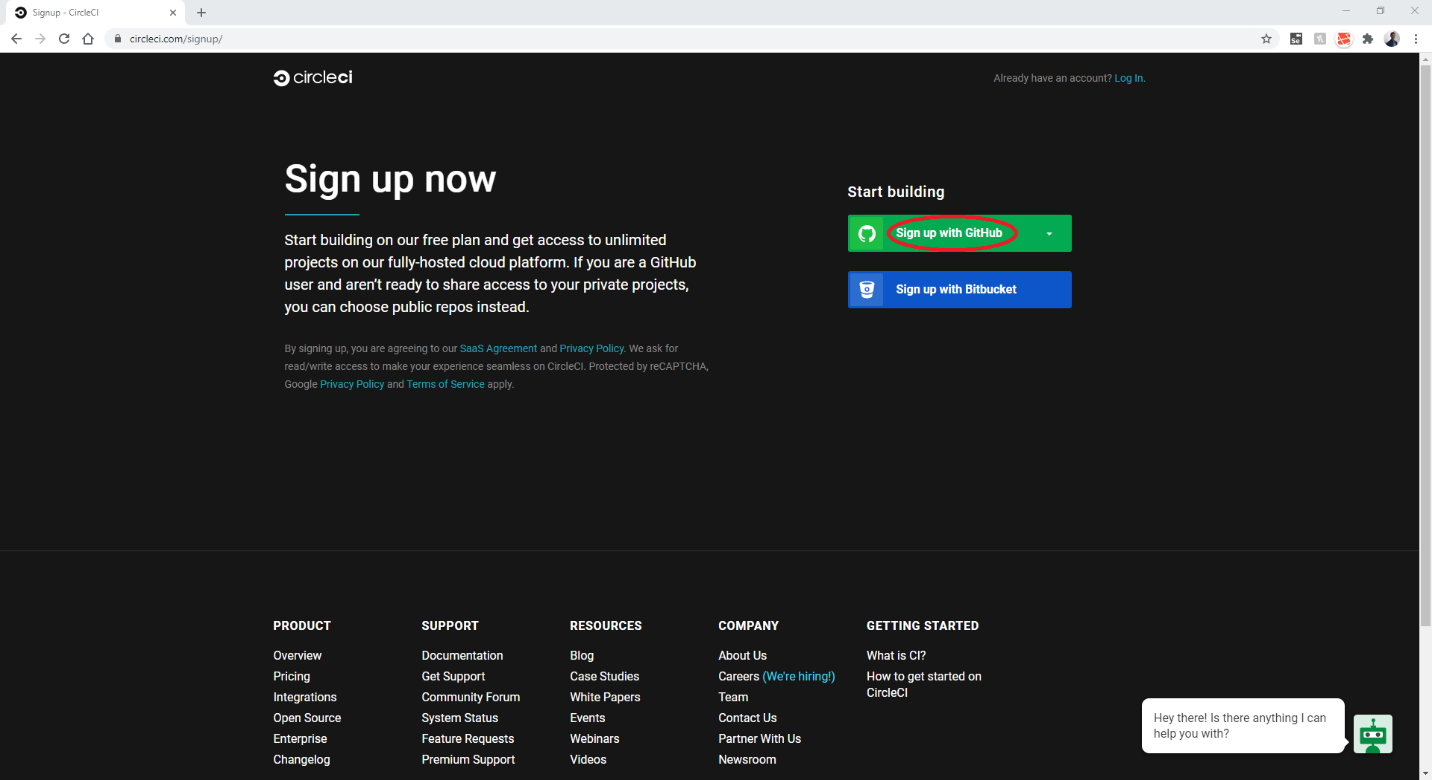 Signup - CircleCI
circleci.com/signup/
circleci
Already have an account? Log In.
Sign up now
Start building on our free plan and get access to unlimited
projects on our fully-hosted cloud platform. If you are a GitHub
user and aren't ready to share access to your private projects,
you can choose public repos instead.
By signing up, you are agreeing to our SaaS Agreement and Privacy Policy. We ask for
read/write access to make your experience seamless on CircleCI. Protected by reCAPTCHA,
Google Privacy Policy and Terms of Service apply.
Start building
Sign up with GitHub
Sign up with Bitbucket
PRODUCT
Overview
Pricing
Integrations
Open Source
Enterprise
Changelog
SUPPORT
Documentation
Get Support
Community Forum
System Status
Feature Requests
Premium Support
RESOURCES
Blog
Case Studies
White Papers
Events
Webinars
Videos
COMPANY
About Us
Careers (We're hiring!)
Team
Contact Us
Partner With Us
Newsroom
GETTING STARTED
What is CI?
How to get started on
CircleCI
Hey there! Is there anything I can
help you with?